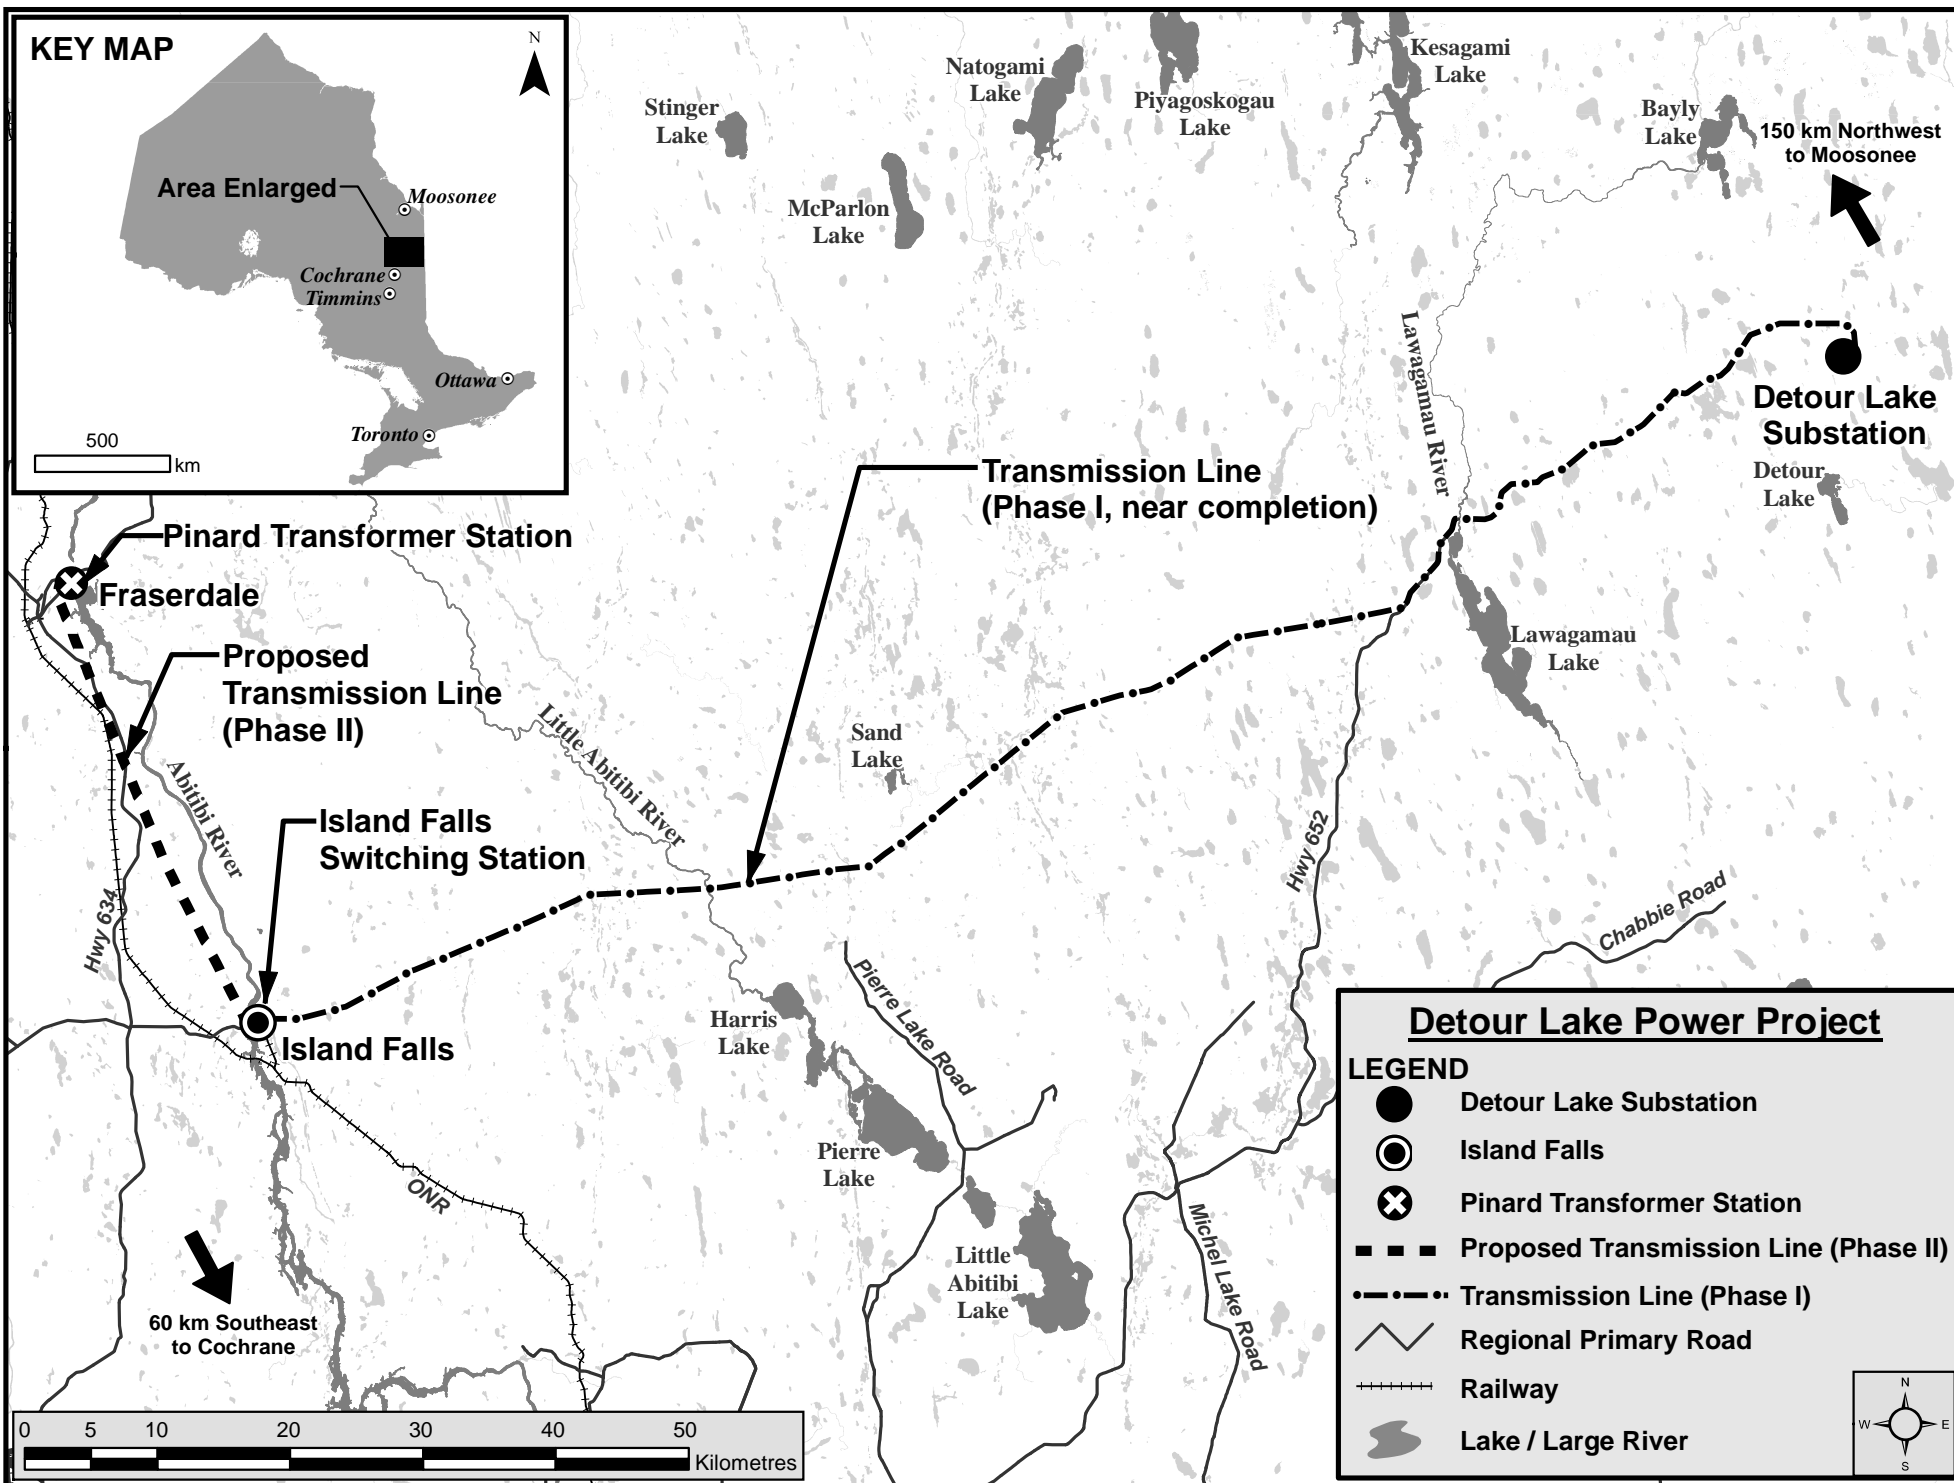 KEY MAP
N
Area Enlarged
Moosonee
Cochrane
Timmins
Ottawa
Toronto
500
km
Stinger
Lake
Natogami
Lake
Piyagoskogau
Lake
Kesagami
Lake
Bayly
Lake
150 km Northwest
to Moosonee
McParlon
Lake
Lawagamau River
Detour Lake
Substation
Detour
Lake
Transmission Line
(Phase I, near completion)
Pinard Transformer Station
Fraserdale
Proposed
Transmission Line
(Phase II)
Lawagamau
Lake
Little Abitibi River
Sand
Lake
Abitibi River
Island Falls
Switching Station
Hwy 652
Hwy 634
Chabbie Road
Pierre Lake Road
Harris
Lake
Island Falls
Pierre
Lake
ONR
Michel Lake Road
Little
Abitibi
Lake
60 km Southeast
to Cochrane
0 5 10 20 30 40 50
Kilometres
Detour Lake Power Project
LEGEND
Detour Lake Substation
Island Falls
Pinard Transformer Station
Proposed Transmission Line (Phase II)
Transmission Line (Phase I)
Regional Primary Road
Railway
Lake / Large River
N
W E
S